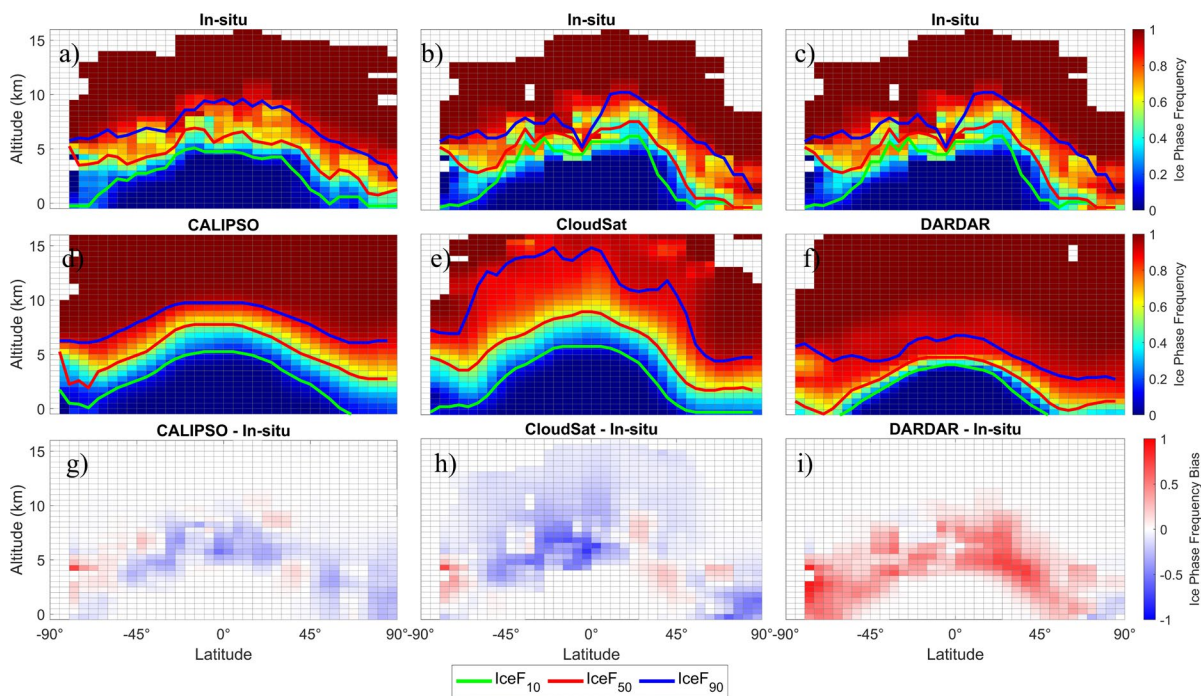 In-situ In-situ In-situ
a) b) c)
Altitude (km)
15
10
5
0
1
0.8
0.6
0.4
0.2
0
Ice Phase Frequency
CALIPSO CloudSat DARDAR
d) e) f)
Altitude (km)
15
10
5
0
1
0.8
0.6
0.4
0.2
0
Ice Phase Frequency
CALIPSO - In-situ CloudSat - In-situ DARDAR - In-situ
g) h) i)
Altitude (km)
15
10
5
0
1
0.5
0
-0.5
-1
Ice Phase Frequency Bias
-90° -45° 0° 45° 90°-90° -45° 0° 45° 90°-90° -45° 0° 45° 90°
Latitude Latitude Latitude
IceF10 IceF50 IceF90